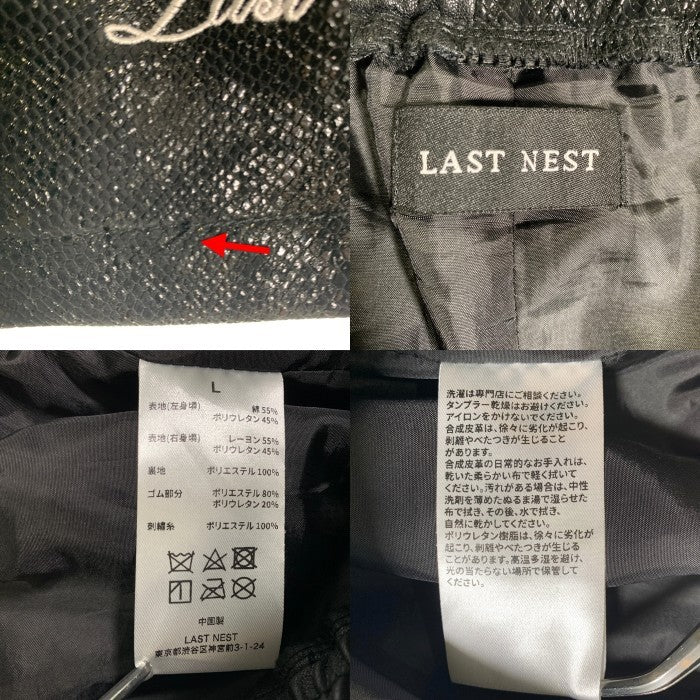 Last
LAST NEST
L
表地(左身頃) 綿 55%
ポリウレタン 45%
表地(右身頃) レーヨン 55%
ポリウレタン 45%
裏地 ポリエステル 100%
ゴム部分 ポリエステル 80%
ポリウレタン 20%
刺繍糸 ポリエステル 100%
中国製
LAST NEST
東京都渋谷区神宮前3-1-24
洗濯は専門店にご相談ください。
タンブラー乾燥はお避けください。
アイロンをかけないでください。
合成皮革は、徐々に劣化が起こり、
剥離やべたつきが生じること
があります。
合成皮革の日常的なお手入れは、
乾いた柔らかい布で軽く拭いて
ください。汚れがある場合は、中性
洗剤を薄めたぬるま湯で湿らせた
布で拭き、その後、水で拭き、
自然に乾かしてください。
ポリウレタン樹脂は、徐々に劣化が
起こり、剥離やべたつきが生じる
ことがあります。高温多湿を避け、
光の当たらない場所で保管して
ください。